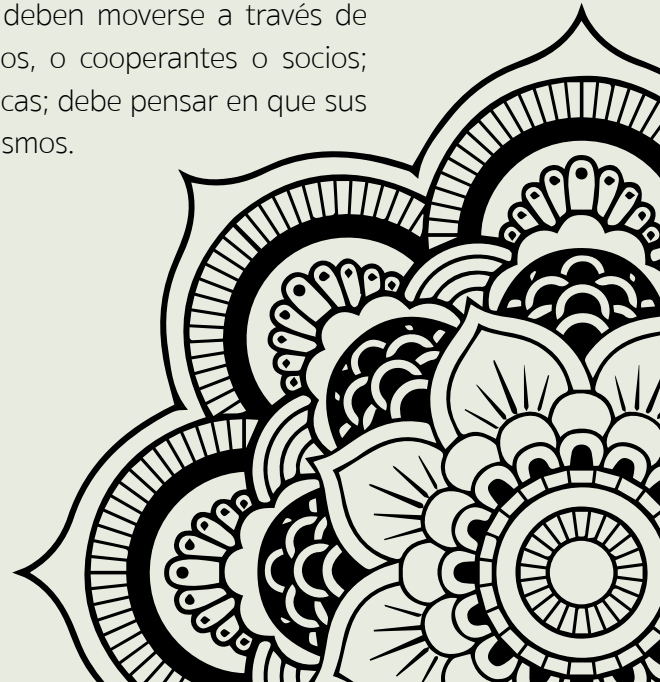 deben moverse a través de
os, o cooperantes o socios;
cas; debe pensar en que sus
smos.